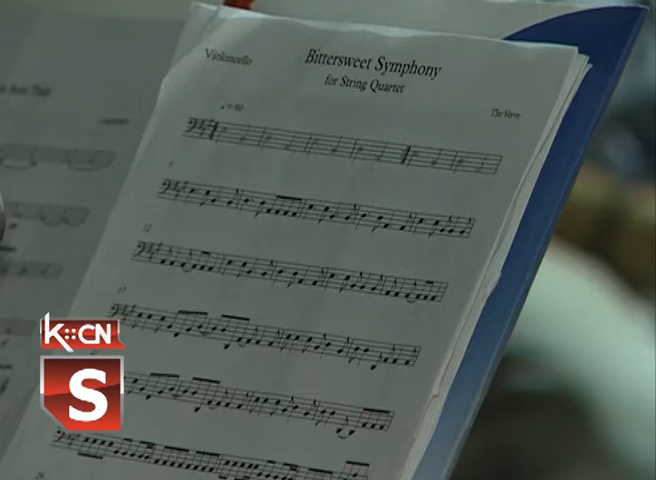 Violoncello
Bittersweet Symphony
for String Quartet
The Verve
K::CN
S